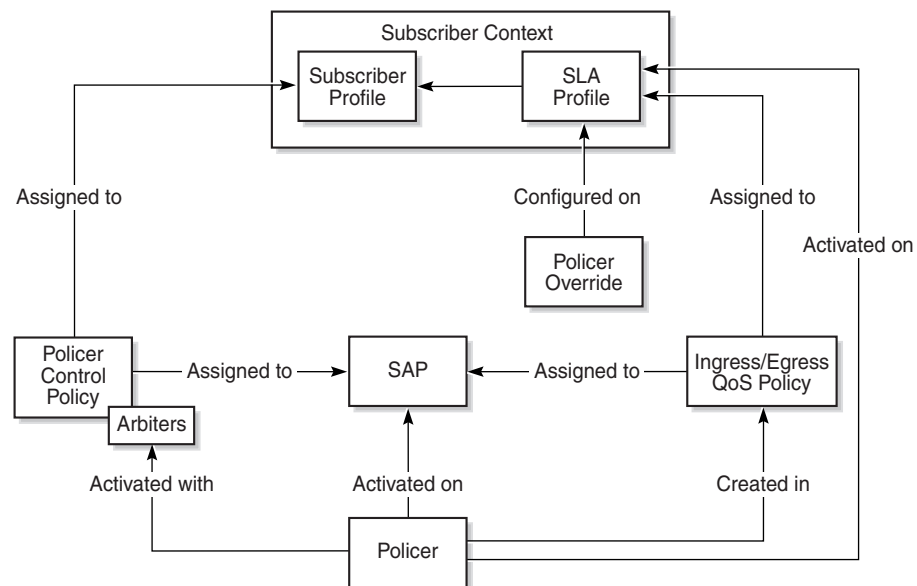 Subscriber Context
Subscriber
Profile
SLA
Profile
Assigned to
Configured on
Assigned to
Activated on
Policer
Override
Policer
Control
Policy
Assigned to
SAP
Assigned to
Ingress/Egress
QoS Policy
Arbiters
Activated with
Activated on
Created in
Policer